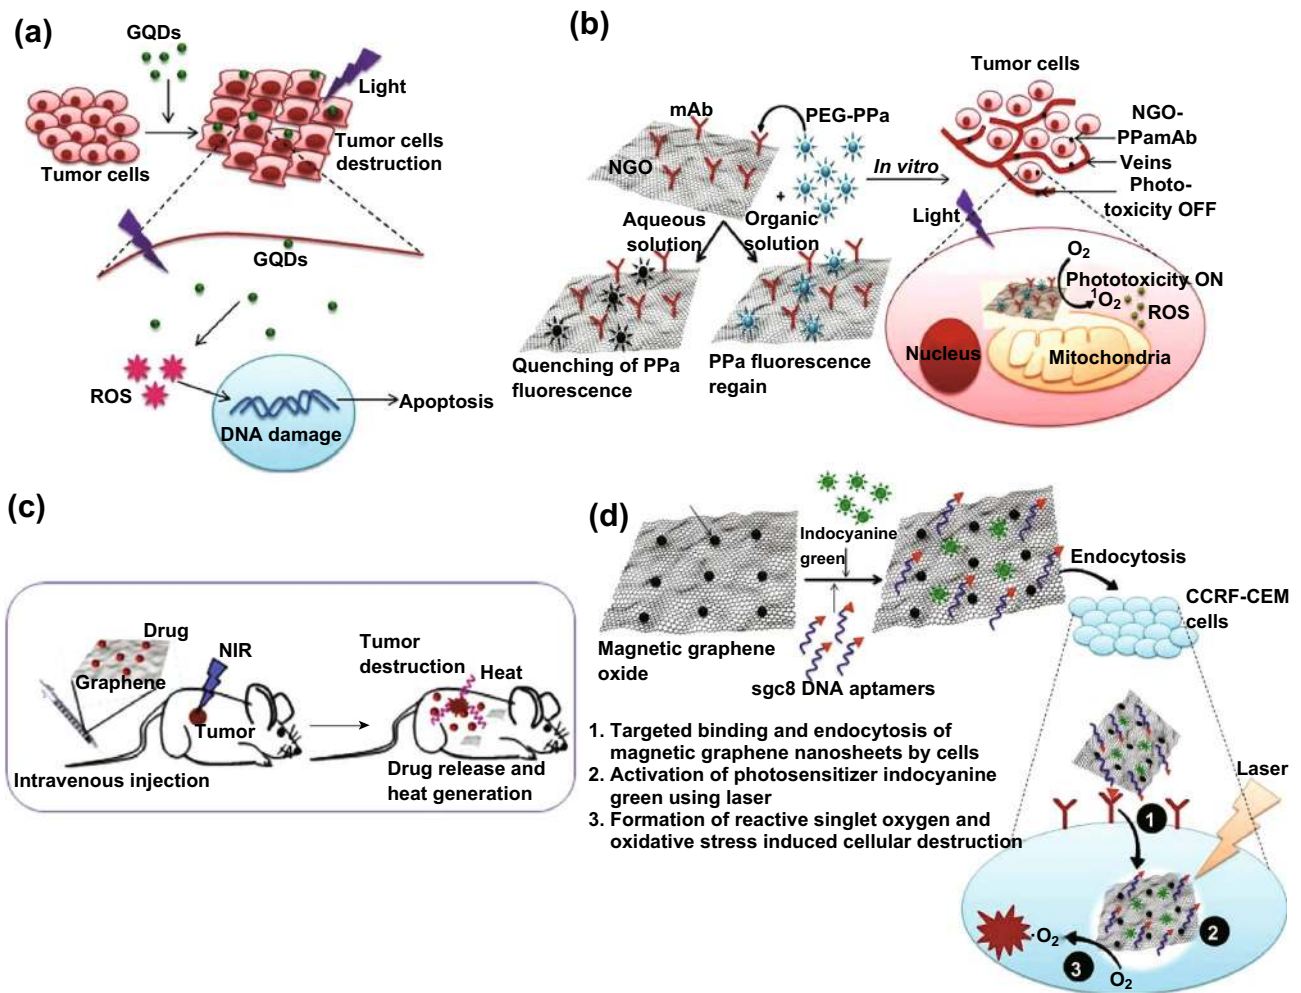 (a)
GQDs
Light
Tumor cells
Tumor cells
destruction
GQDs
ROS
DNA damage
Apoptosis
(b)
mAb
PEG-PPa
NGO
+
Aqueous
solution
Organic
solution
In vitro
Quenching of PPa
fluorescence
PPa fluorescence
regain
Tumor cells
NGO-
PPamAb
Veins
Photo-
toxicity OFF
Light
O₂
Phototoxicity ON
¹O₂
ROS
Nucleus
Mitochondria
(c)
Drug
Graphene
NIR
Tumor
Intravenous injection
Tumor
destruction
Heat
Drug release and
heat generation
(d)
Indocyanine
green
Magnetic graphene
oxide
sgc8 DNA aptamers
Endocytosis
CCRF-CEM
cells
1. Targeted binding and endocytosis of
magnetic graphene nanosheets by cells
2. Activation of photosensitizer indocyanine
green using laser
3. Formation of reactive singlet oxygen and
oxidative stress induced cellular destruction
Laser
1
2
3
·O₂
O₂